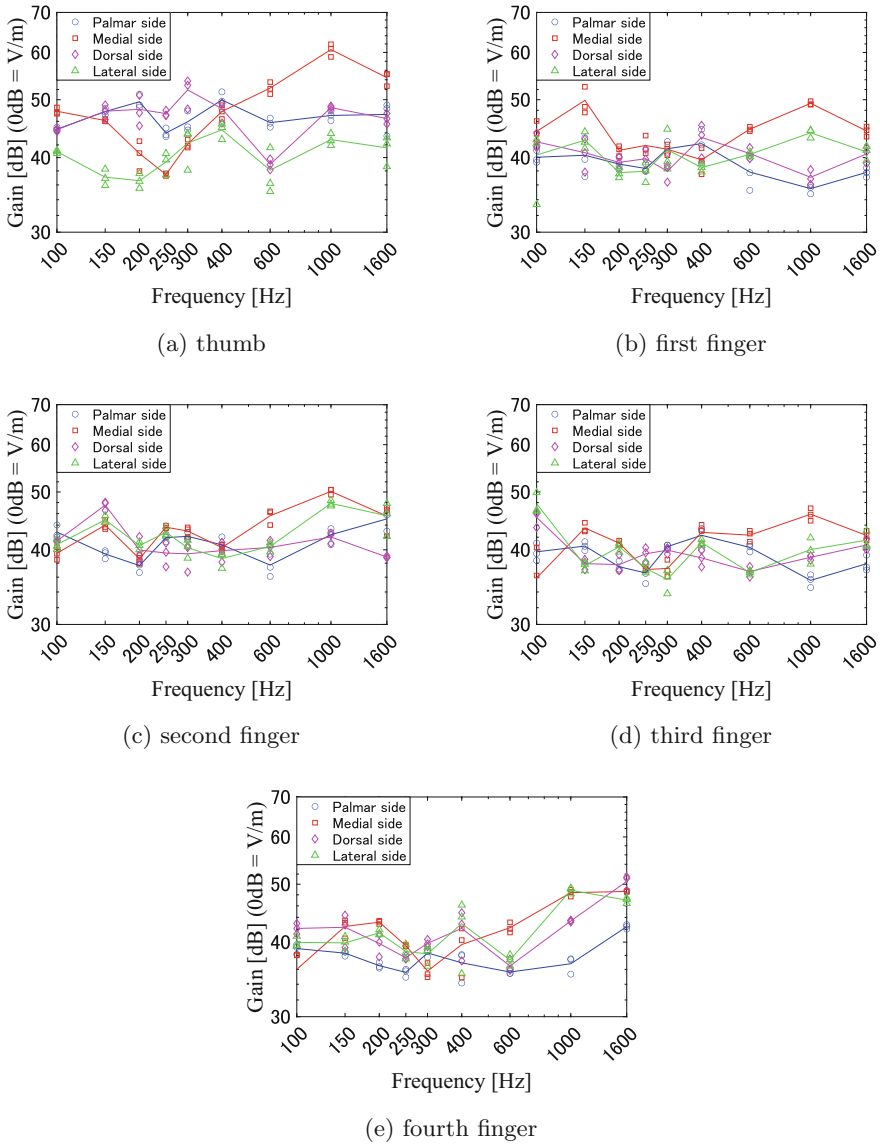 70
60
50
40
30
Gain [dB] (0dB = V/m)
Palmar side
Medial side
Dorsal side
Lateral side
100
150
200
250
300
400
600
1000
1600
Frequency [Hz]
(a) thumb
70
60
50
40
30
Gain [dB] (0dB = V/m)
Palmar side
Medial side
Dorsal side
Lateral side
100
150
200
250
300
400
600
1000
1600
Frequency [Hz]
(b) first finger
70
60
50
40
30
Gain [dB] (0dB = V/m)
Palmar side
Medial side
Dorsal side
Lateral side
100
150
200
250
300
400
600
1000
1600
Frequency [Hz]
(c) second finger
70
60
50
40
30
Gain [dB] (0dB = V/m)
Palmar side
Medial side
Dorsal side
Lateral side
100
150
200
250
300
400
600
1000
1600
Frequency [Hz]
(d) third finger
70
60
50
40
30
Gain [dB] (0dB = V/m)
Palmar side
Medial side
Dorsal side
Lateral side
100
150
200
250
300
400
600
1000
1600
Frequency [Hz]
(e) fourth finger